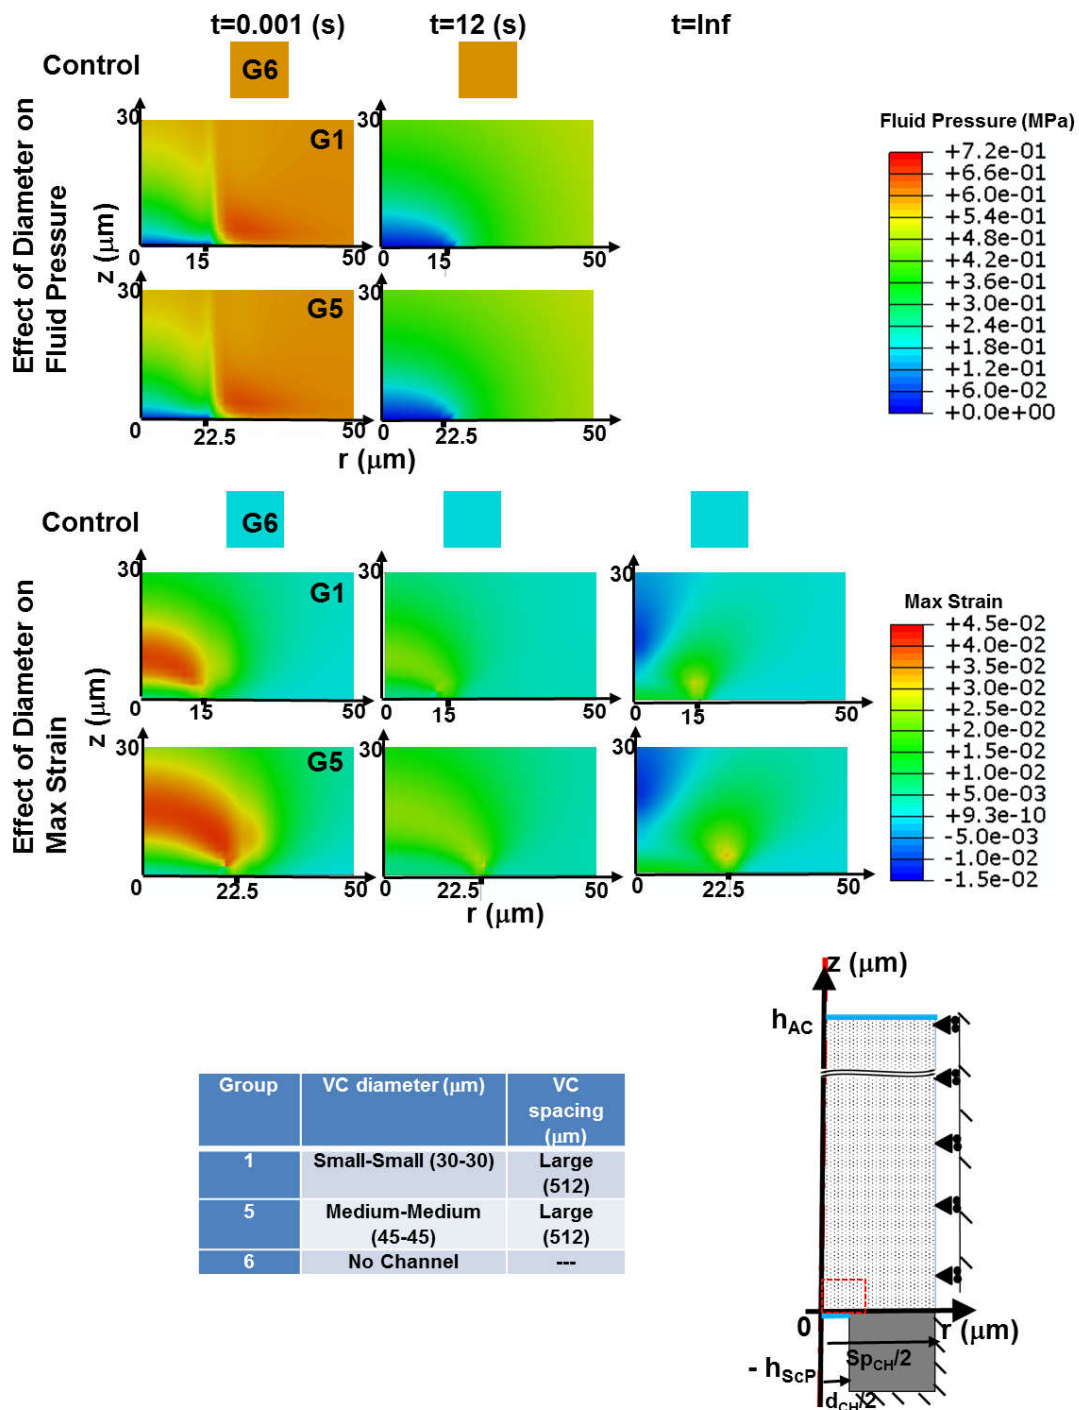 t=0.001 (s) t=12 (s) t=Inf
Control G6
Effect of Diameter on
Fluid Pressure
30 G1 30
z (μm)
0 15 50 0 15 50
30 G5 30
0 22.5 50 0 22.5 50
r (μm)
Fluid Pressure (MPa)
+7.2e-01
+6.6e-01
+6.0e-01
+5.4e-01
+4.8e-01
+4.2e-01
+3.6e-01
+3.0e-01
+2.4e-01
+1.8e-01
+1.2e-01
+6.0e-02
+0.0e+00
Control G6
Effect of Diameter on
Max Strain
30 G1 30 30
z (μm)
0 15 50 0 15 50 0 15 50
30 G5 30 30
0 22.5 50 0 22.5 50 0 22.5 50
r (μm)
Max Strain
+4.5e-02
+4.0e-02
+3.5e-02
+3.0e-02
+2.5e-02
+2.0e-02
+1.5e-02
+1.0e-02
+5.0e-03
+9.3e-10
-5.0e-03
-1.0e-02
-1.5e-02
Group VC diameter (μm) VC
spacing
(μm)
1 Small-Small (30-30) Large
(512)
5 Medium-Medium Large
(45-45) (512)
6 No Channel ---
z (μm)
hAC
0 r (μm)
SpCH/2
- hScP
dCH/2